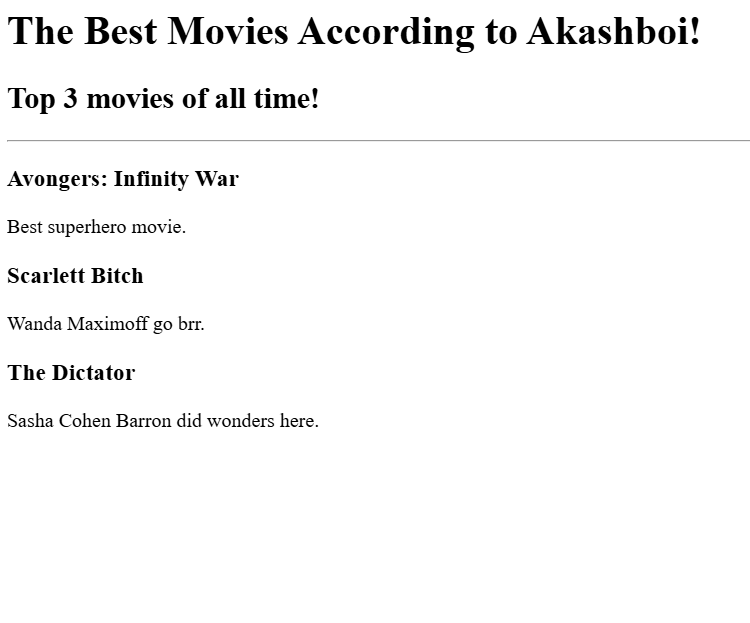 The Best Movies According to Akashboi!
Top 3 movies of all time!
Avongers: Infinity War
Best superhero movie.
Scarlett Bitch
Wanda Maximoff go brr.
The Dictator
Sasha Cohen Barron did wonders here.